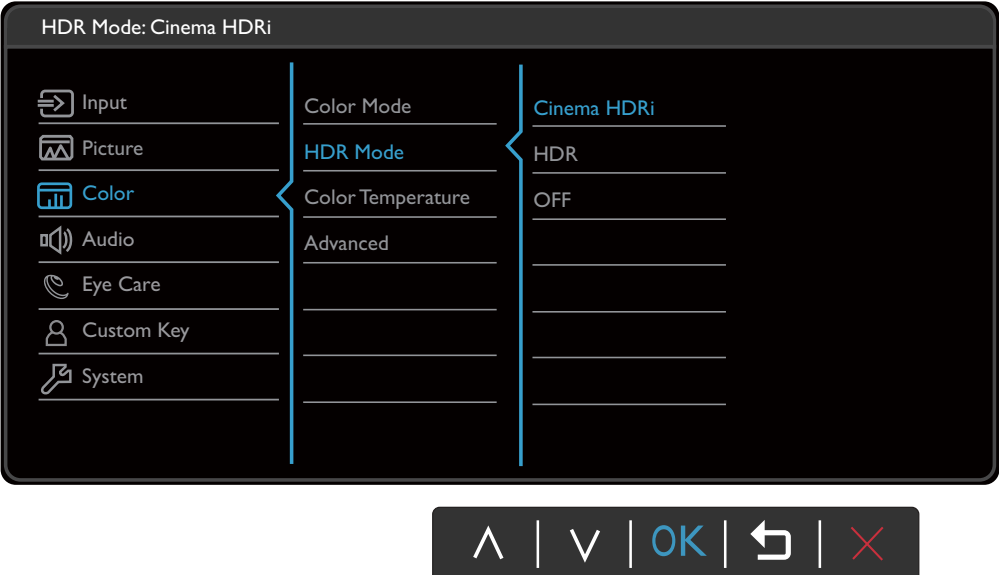 HDR Mode: Cinema HDRi
Input
Picture
Color
Audio
Eye Care
Custom Key
System
Color Mode
HDR Mode
Color Temperature
Advanced
Cinema HDRi
HDR
OFF
OK